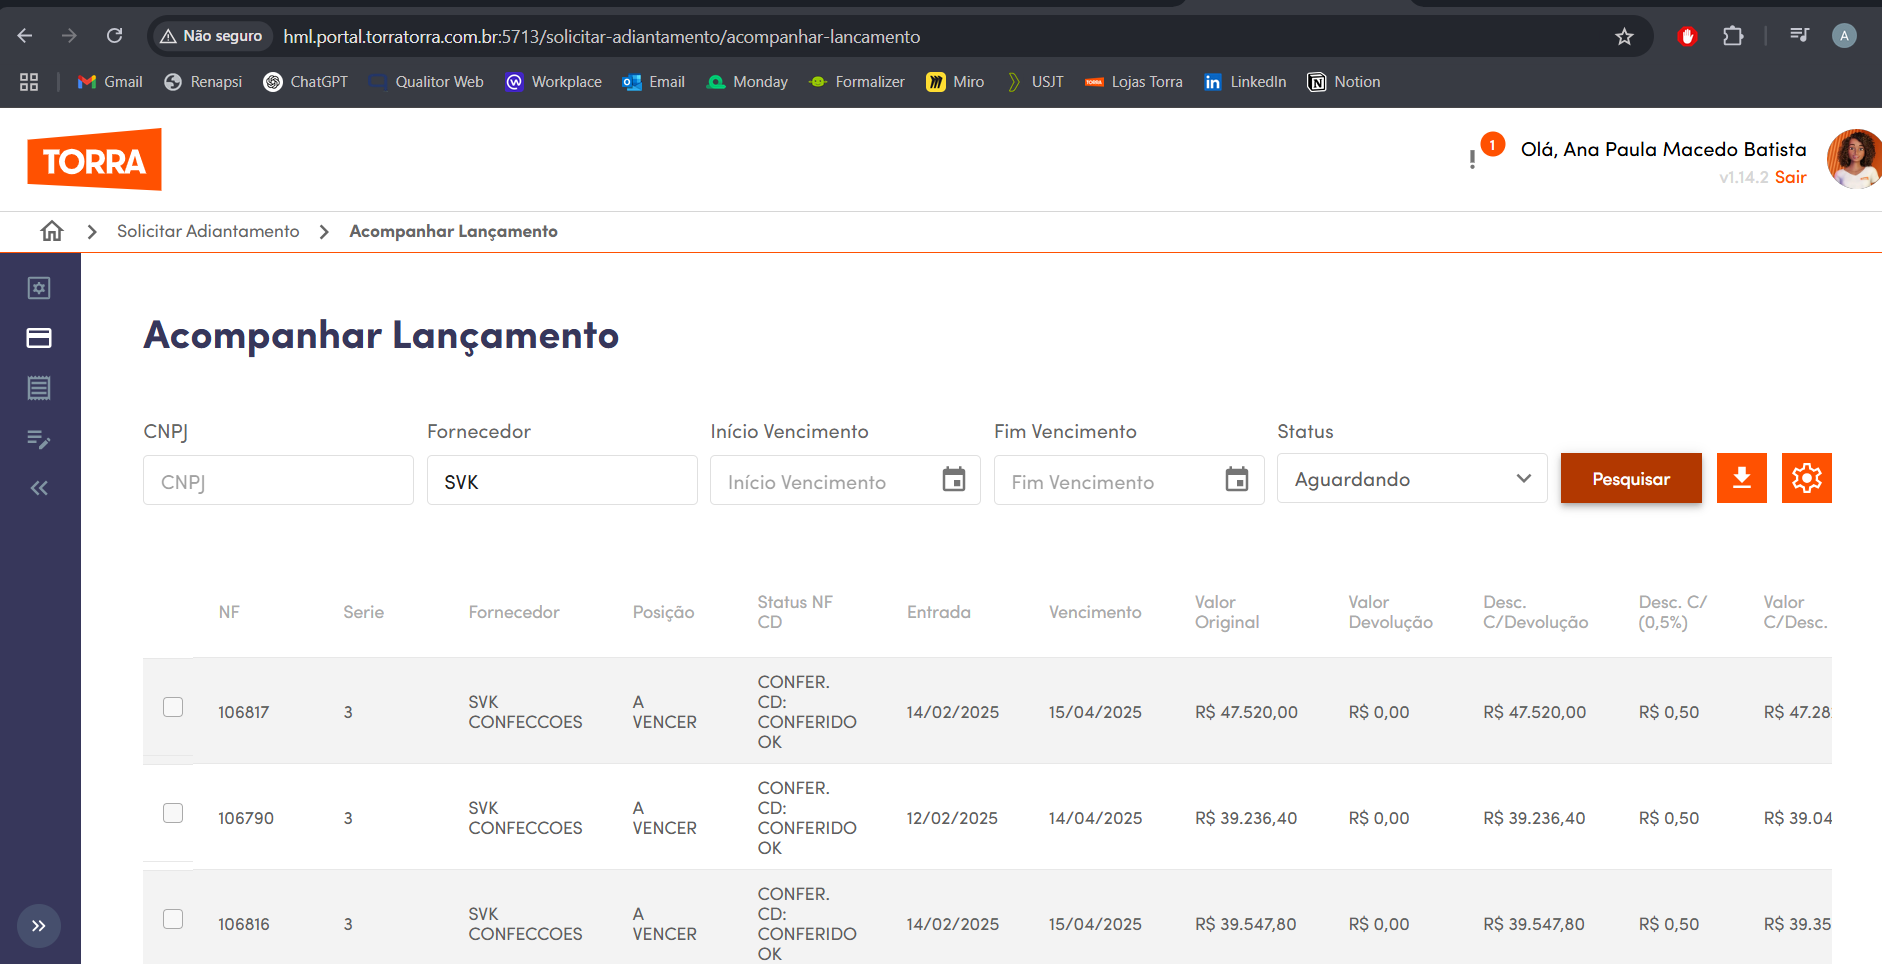 Não seguro
hml.portal.torratorra.com.br:5713/solicitar-adiantamento/acompanhar-lancamento
A
Gmail
Renapsi
ChatGPT
Qualitor Web
Workplace
Email
Monday
Formalizer
Miro
USJT
Lojas Torra
LinkedIn
Notion
TORRA
1
Olá, Ana Paula Macedo Batista
v1.14.2 Sair
Solicitar Adiantamento
Acompanhar Lançamento
Acompanhar Lançamento
CNPJ
Fornecedor
Início Vencimento
Fim Vencimento
Status
CNPJ
SVK
Início Vencimento
Fim Vencimento
Aguardando
Pesquisar
NF
Serie
Fornecedor
Posição
Status NF
CD
Entrada
Vencimento
Valor
Original
Valor
Devolução
Desc.
C/Devolução
Desc. C/
(0,5%)
Valor
C/Desc.
106817
3
SVK
CONFECCOES
A
VENCER
CONFER.
CD:
CONFERIDO
OK
14/02/2025
15/04/2025
R$ 47.520,00
R$ 0,00
R$ 47.520,00
R$ 0,50
R$ 47.28
106790
3
SVK
CONFECCOES
A
VENCER
CONFER.
CD:
CONFERIDO
OK
12/02/2025
14/04/2025
R$ 39.236,40
R$ 0,00
R$ 39.236,40
R$ 0,50
R$ 39.04
106816
3
SVK
CONFECCOES
A
VENCER
CONFER.
CD:
CONFERIDO
OK
14/02/2025
15/04/2025
R$ 39.547,80
R$ 0,00
R$ 39.547,80
R$ 0,50
R$ 39.35